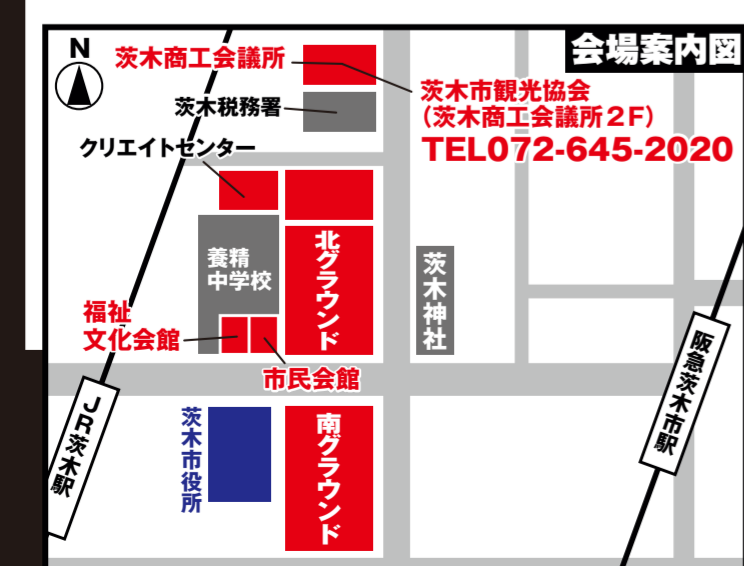 N
会場案内図
茨木商工会議所
茨木市観光協会
(茨木商工会議所2F)
TEL072-645-2020
茨木税務署
クリエイトセンター
養精
中学校
北グラウンド
茨木神社
福祉
文化会館
市民会館
阪急茨木市駅
JR茨木駅
茨木市役所
南グラウンド